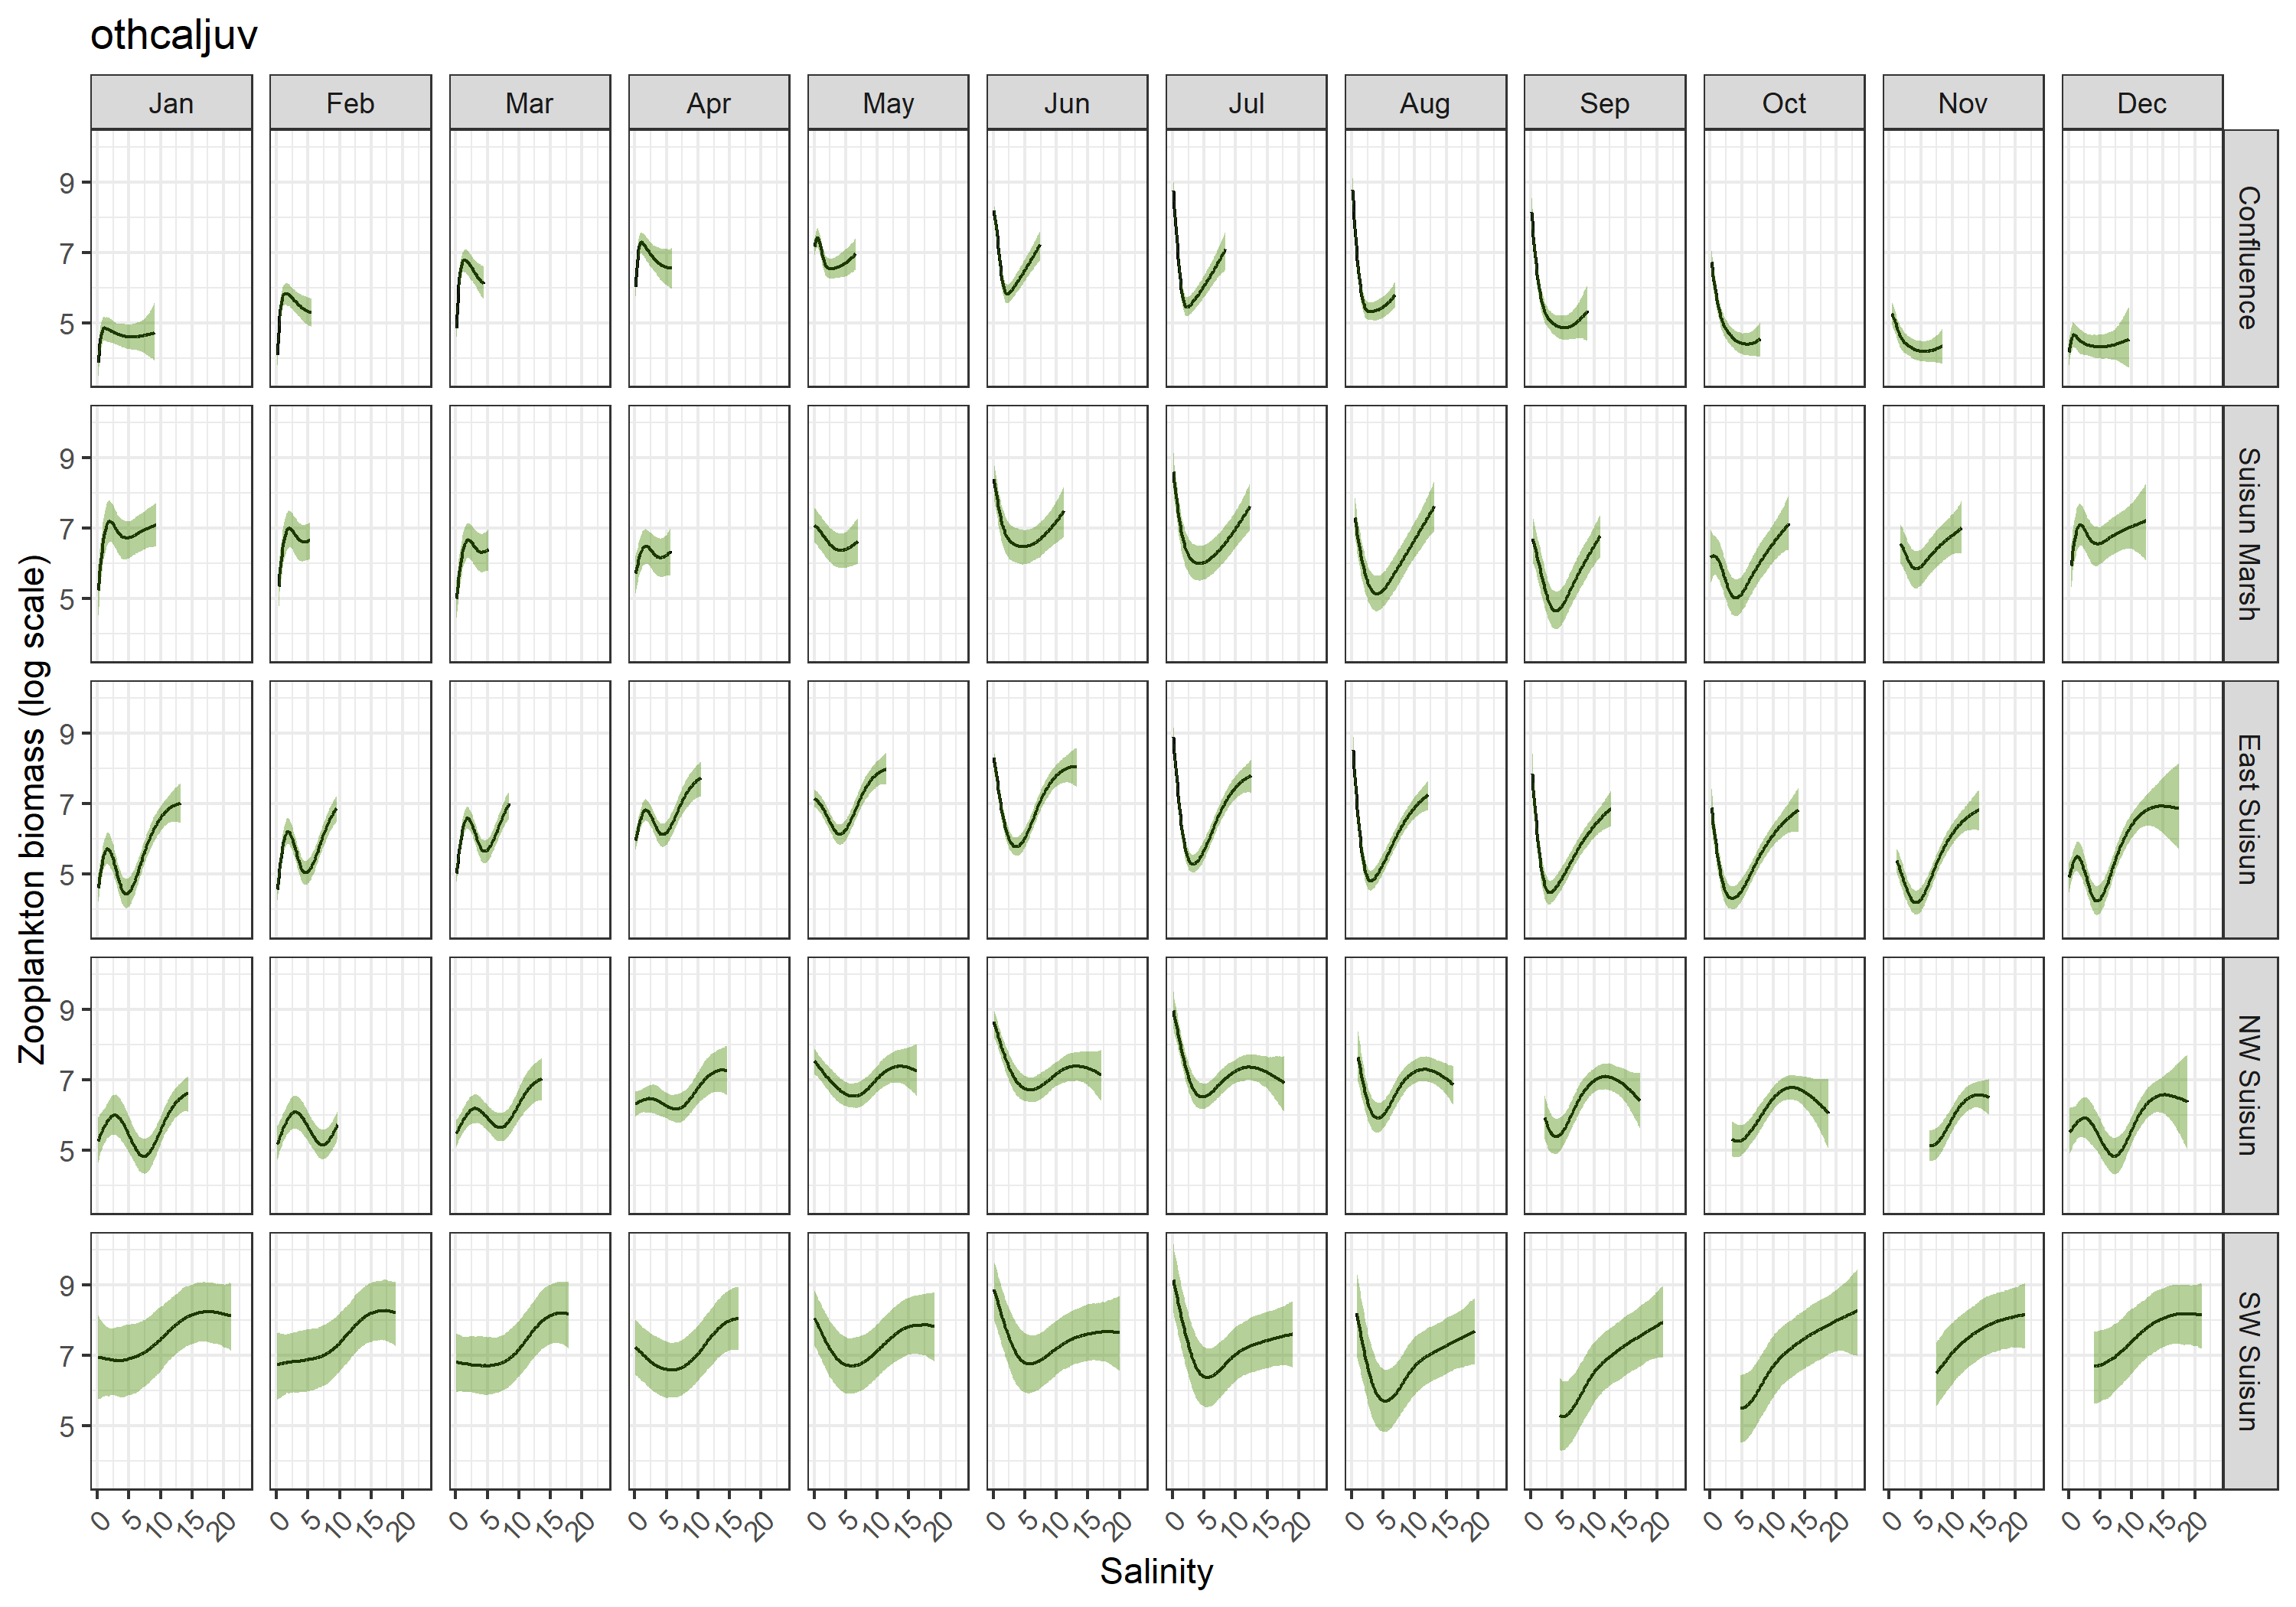 othcaljuv
Jan Feb Mar Apr May Jun Jul Aug Sep Oct Nov Dec
9
7
5
Confluence
9
7
5
Suisun Marsh
9
7
5
East Suisun
9
7
5
NW Suisun
9
7
5
SW Suisun
Zooplankton biomass (log scale)
0 5 10 15 20 0 5 10 15 20 0 5 10 15 20 0 5 10 15 20 0 5 10 15 20 0 5 10 15 20 0 5 10 15 20 0 5 10 15 20 0 5 10 15 20 0 5 10 15 20 0 5 10 15 20 0 5 10 15 20
Salinity